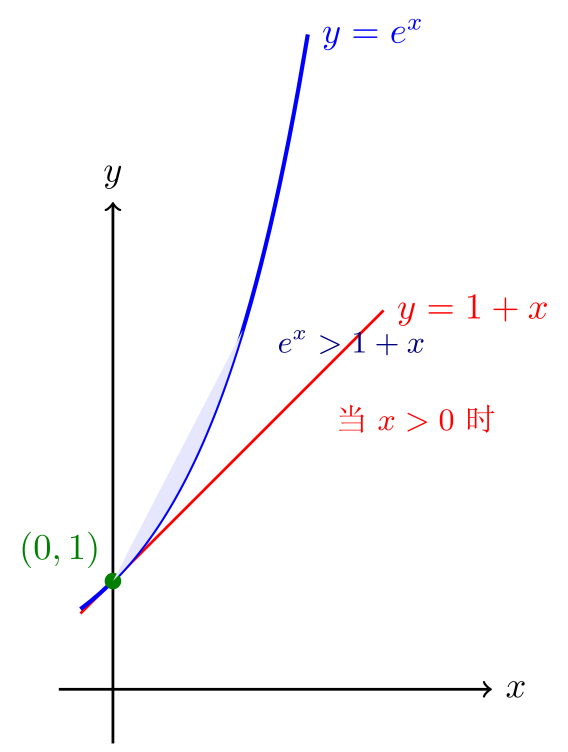 y = e^x
y
y = 1 + x
e^x > 1 + x
当 x > 0 时
(0, 1)
x